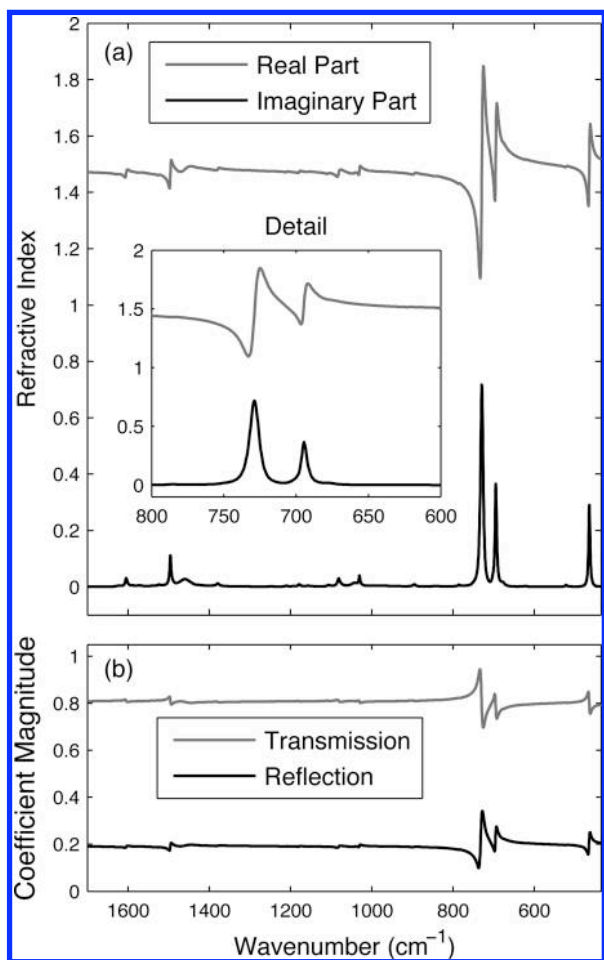 (a)
Real Part
Imaginary Part
Refractive Index
2
1.8
1.6
1.4
1.2
1
0.8
0.6
0.4
0.2
0
Detail
2
1.5
1
0.5
0
800 750 700 650 600
(b)
Transmission
Reflection
Coefficient Magnitude
1
0.8
0.6
0.4
0.2
0
1600 1400 1200 1000 800 600
Wavenumber (cm⁻¹)